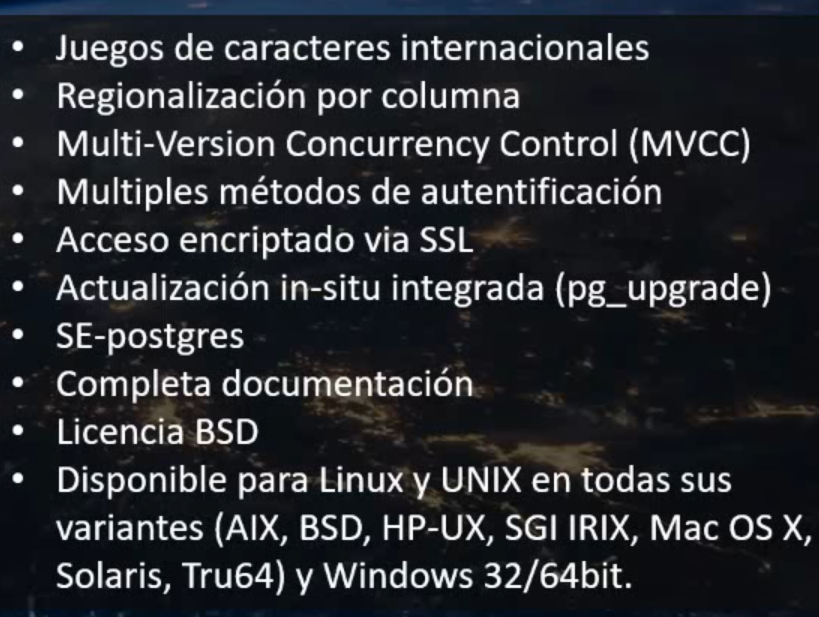 • Juegos de caracteres internacionales
• Regionalización por columna
• Multi-Version Concurrency Control (MVCC)
• Multiples métodos de autentificación
• Acceso encriptado via SSL
• Actualización in-situ integrada (pg_upgrade)
• SE-postgres
• Completa documentación
• Licencia BSD
• Disponible para Linux y UNIX en todas sus
variantes (AIX, BSD, HP-UX, SGI IRIX, Mac OS X,
Solaris, Tru64) y Windows 32/64bit.